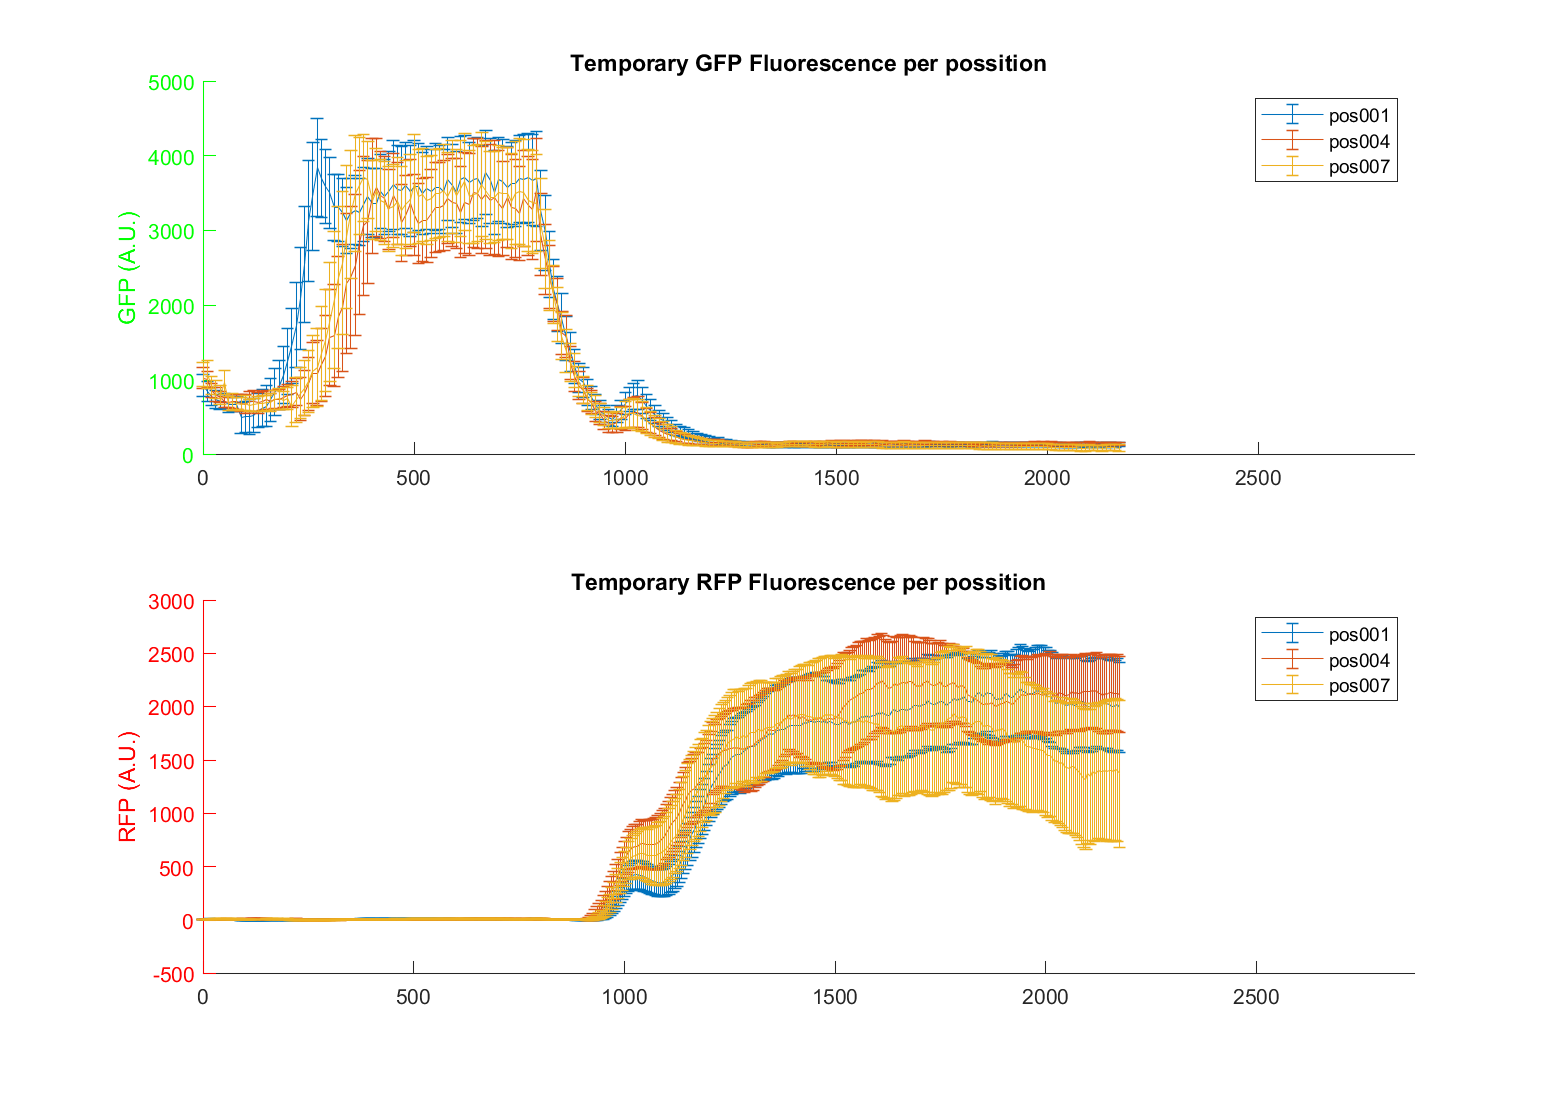 Temporary GFP Fluorescence per possition
5000
4000
3000
2000
1000
0
GFP (A.U.)
0 500 1000 1500 2000 2500
pos001
pos004
pos007
Temporary RFP Fluorescence per possition
3000
2500
2000
1500
1000
500
0
-500
RFP (A.U.)
0 500 1000 1500 2000 2500
pos001
pos004
pos007